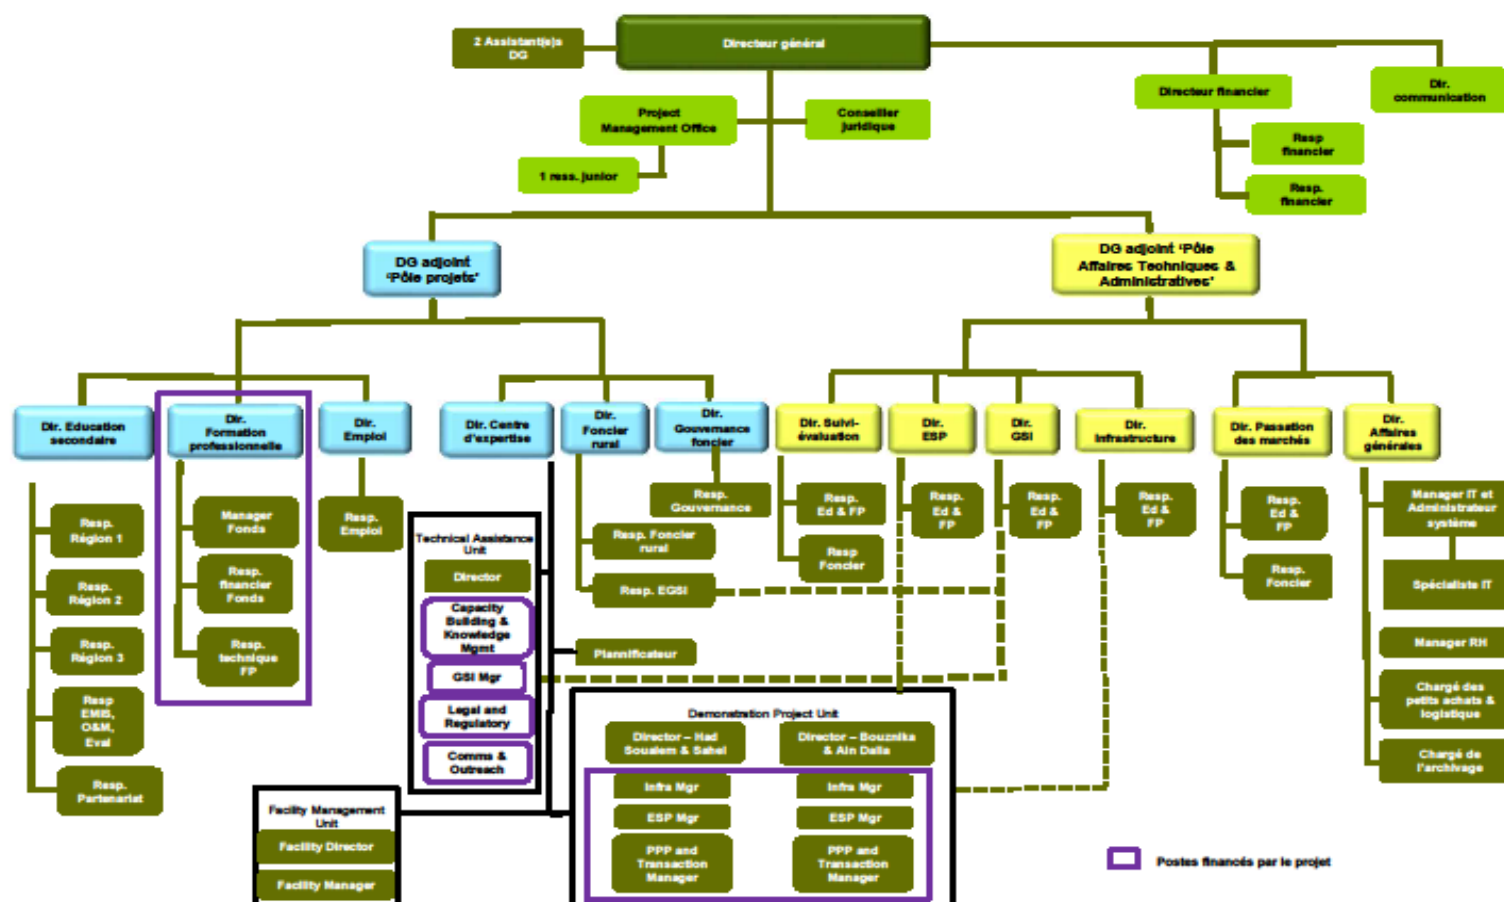 2 Assistant(e)s
DG
Directeur général
Directeur financier
Dir.
communication
Project
Management Office
Conseiller
juridique
Resp
financier
1 ress. junior
Resp.
financier
DG adjoint
'Pôle projets'
DG adjoint 'Pôle
Affaires Techniques &
Administratives'
Dir. Education
secondaire
Dir.
Formation
professionnelle
Dir.
Emploi
Dir. Centre
d'expertise
Dir.
Foncier
rural
Dir.
Gouvernance
foncier
Dir. Suivi-
évaluation
Dir.
ESP
Dir.
GSI
Dir.
Infrastructure
Dir. Passation
des marchés
Dir.
Affaires
générales
Resp.
Région 1
Resp.
Région 2
Resp.
Région 3
Resp
EMIS,
O&M,
Eval
Resp.
Partenariat
Manager
Fonds
Resp.
financier
Fonds
Resp.
technique
FP
Resp.
Emploi
Technical Assistance
Unit
Director
Capacity
Building &
Knowledge
Mgmt
GSI Mgr
Legal and
Regulatory
Comms &
Outreach
Resp. Foncier
rural
Resp. EGSI
Plannificateur
Resp.
Gouvernance
Resp.
Ed & FP
Resp
Foncier
Resp.
Ed &
FP
Resp.
Ed &
FP
Resp.
Ed &
FP
Resp.
Ed &
FP
Resp.
Foncier
Manager IT et
Administrateur
système
Spécialiste IT
Manager RH
Chargé des
petits achats &
logistique
Chargé de
l'archivage
Facility Management
Unit
Facility Director
Facility Manager
Demonstration Project Unit
Director – Had
Soualem & Sahel
Director – Bouznika
& Ain Dalia
Infra Mgr
Infra Mgr
ESP Mgr
ESP Mgr
PPP and
Transaction
Manager
PPP and
Transaction
Manager
Postes financés par le projet